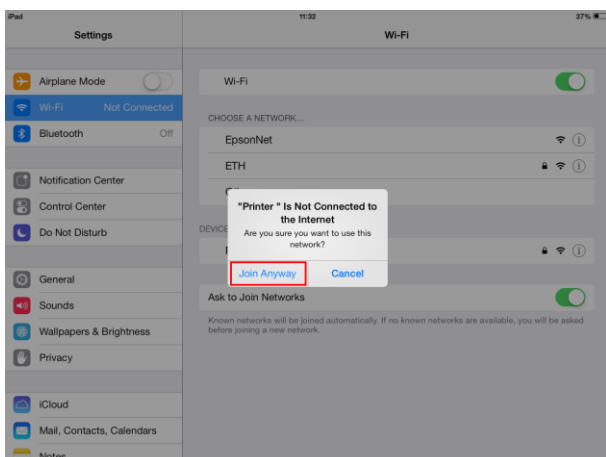 iPad 11:32 37%
Settings
Wi-Fi
Airplane Mode
Wi-Fi Not Connected
Bluetooth Off
Notification Center
Control Center
Do Not Disturb
General
Sounds
Wallpapers & Brightness
Privacy
iCloud
Mail, Contacts, Calendars
Notes
Wi-Fi
CHOOSE A NETWORK...
EpsonNet
ETH
DEVICE
"Printer " Is Not Connected to
the Internet
Are you sure you want to use this
network?
Join Anyway Cancel
Ask to Join Networks
Known networks will be joined automatically. If no known networks are available, you will be asked
before joining a new network.